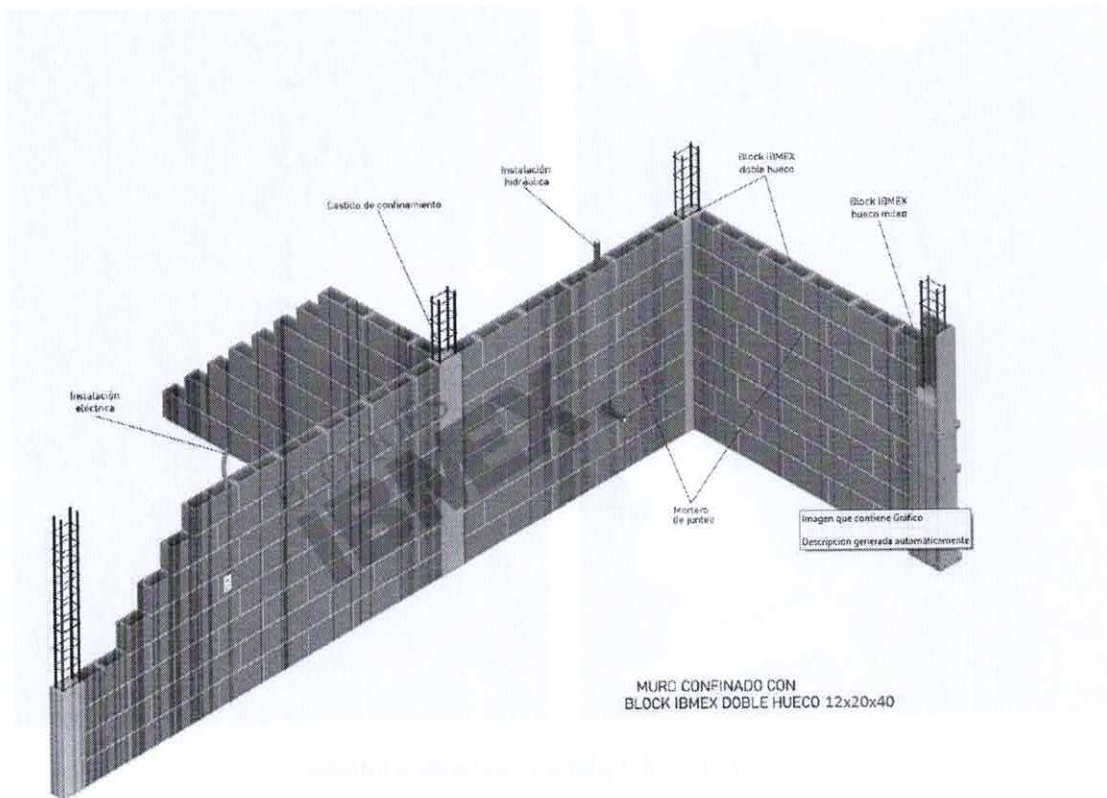 Instalación
hidráulica
Block IBMEX
doble hueco
Castillo de confinamiento
Block IBMEX
hueco
Instalación
eléctrica
IBMEX
Mortero
de junteo
Imagen que contiene Gráfico
Descripción generada automáticamente
MURO CONFINADO CON
BLOCK IBMEX DOBLE HUECO 12x20x40